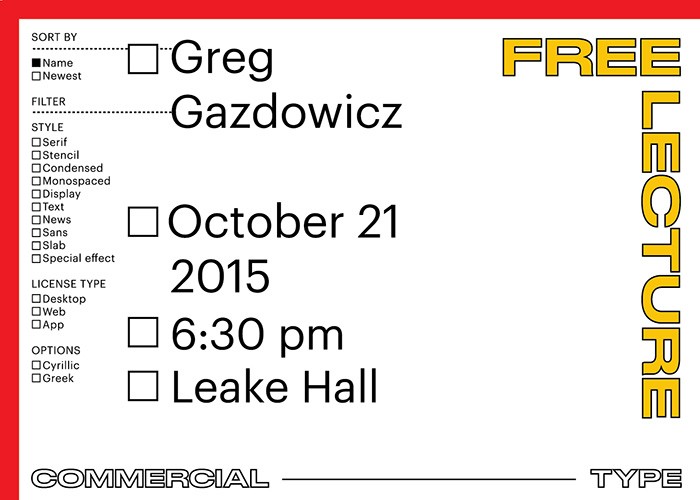 SORT BY
Name
Newest
FILTER
STYLE
Serif
Stencil
Condensed
Monospaced
Display
Text
News
Sans
Slab
Special effect
LICENSE TYPE
Desktop
Web
App
OPTIONS
Cyrillic
Greek
Greg
Gazdowicz
October 21
2015
6:30 pm
Leake Hall
FREE
LECTURE
COMMERCIAL TYPE